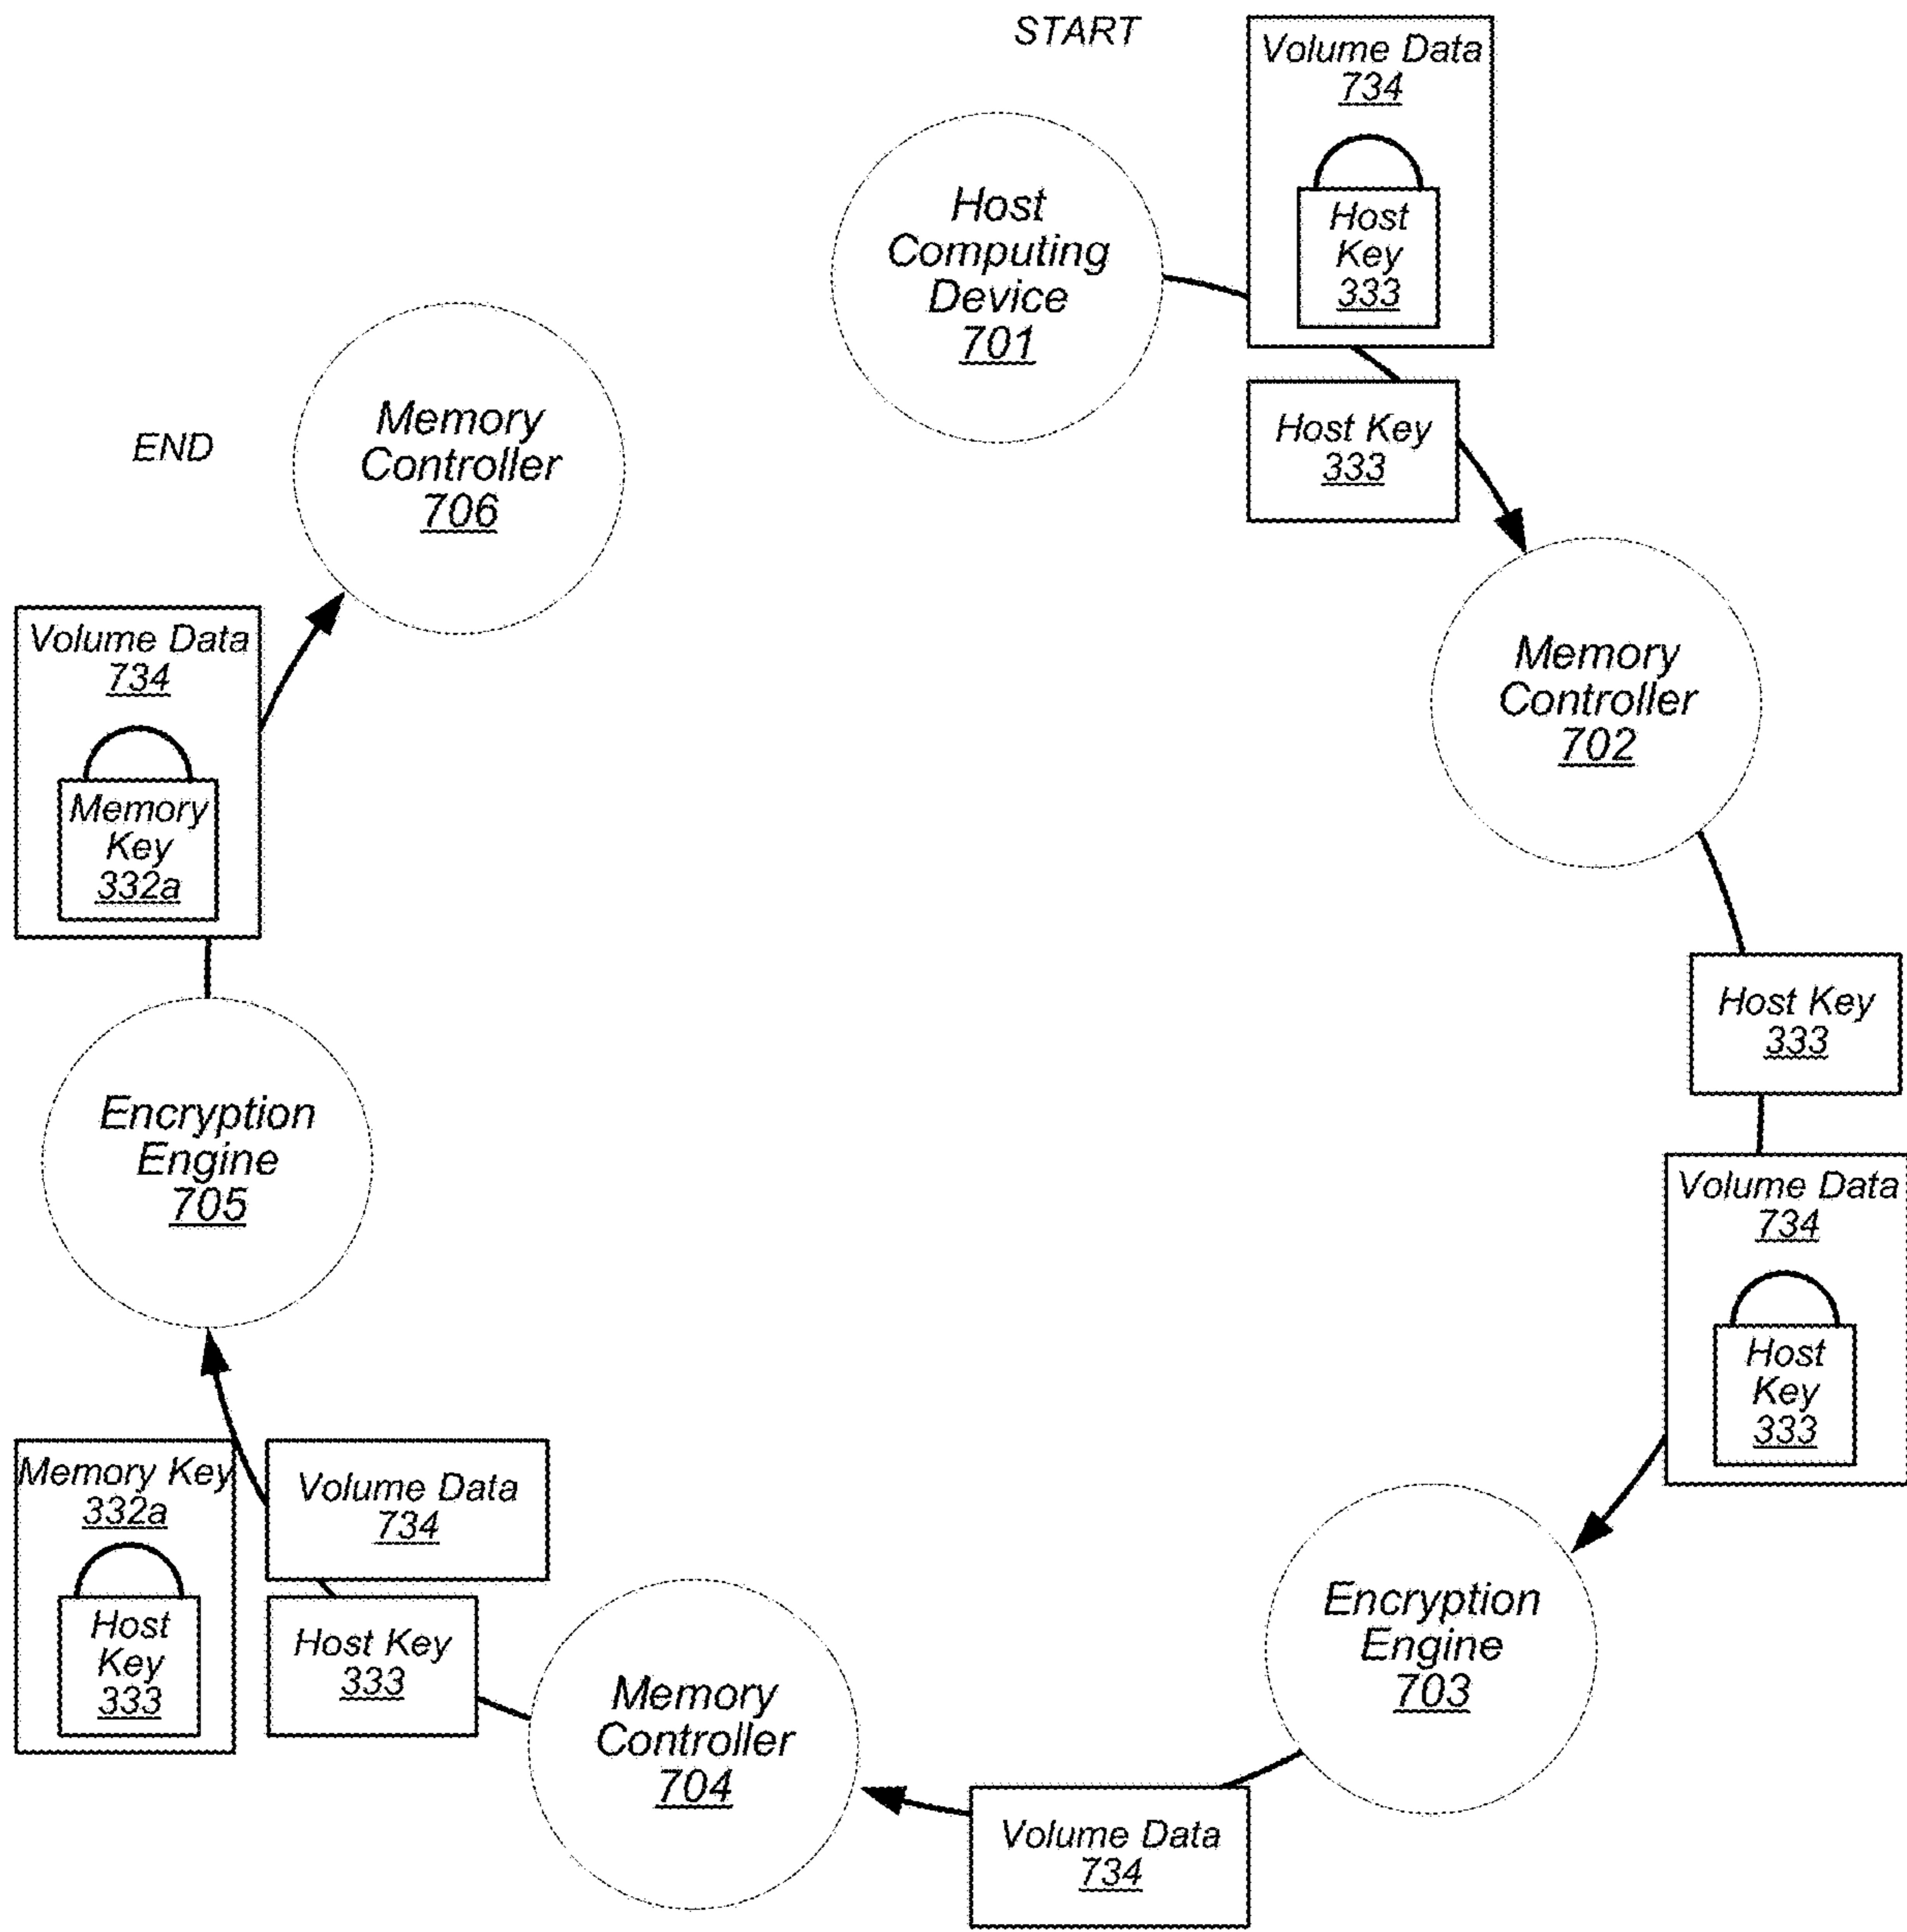 START
Volume Data
734
Host
Key
333
Host
Computing
Device
701
Host Key
333
Memory
Controller
702
Host Key
333
Volume Data
734
Host
Key
333
Encryption
Engine
703
Volume Data
734
Memory
Controller
704
Host Key
333
Volume Data
734
Memory Key
332a
Host
Key
333
Encryption
Engine
705
Volume Data
734
Memory
Key
332a
Memory
Controller
706
END